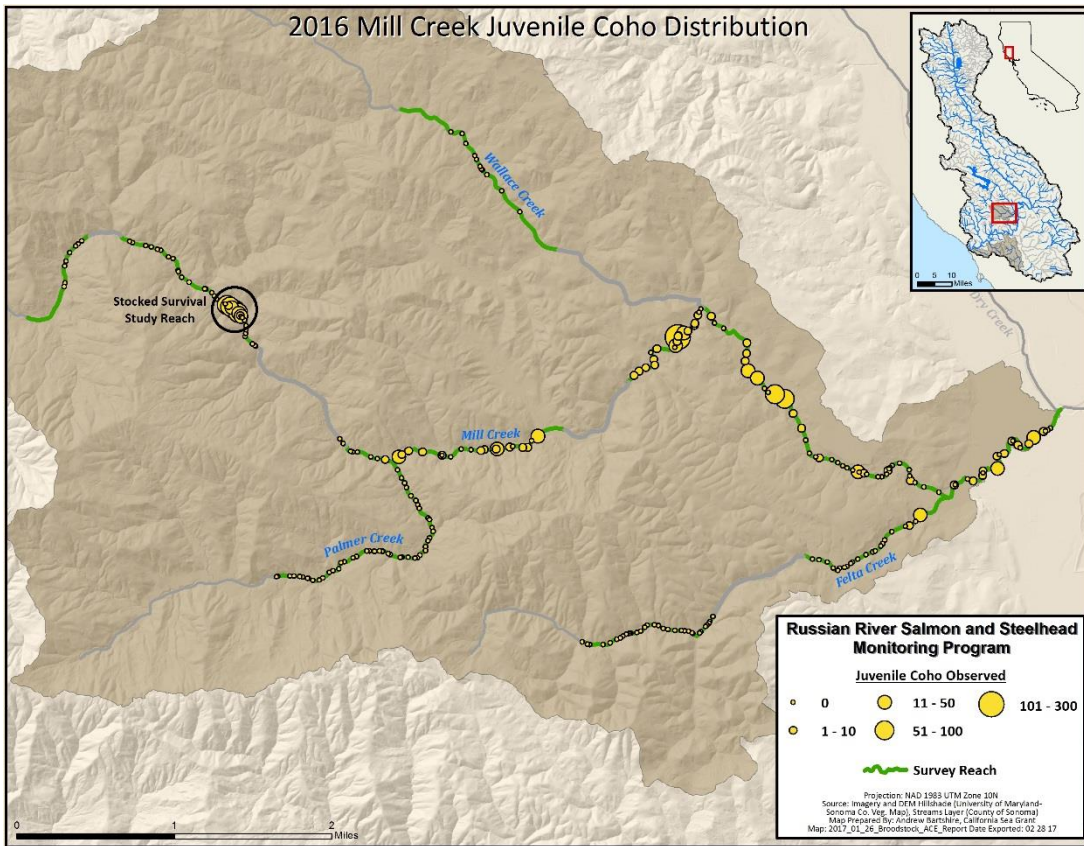 2016 Mill Creek Juvenile Coho Distribution
0 5 10
Miles
Wallace Creek
Dry Creek
Stocked Survival
Study Reach
Mill Creek
Palmer Creek
Felta Creek
Russian River Salmon and Steelhead
Monitoring Program
Juvenile Coho Observed
0 11 - 50 101 - 300
1 - 10 51 - 100
Survey Reach
Projection: NAD 1983 UTM Zone 10N
Source: Imagery and DEM Hillshade (University of Maryland-
Sonoma Co. Veg. Map), Streams Layer (County of Sonoma)
Map Prepared By: Andrew Bartshire, California Sea Grant
Map: 2017_01_26_Broodstock_ACE_Report Date Exported: 02 28 17
0 1 2
Miles